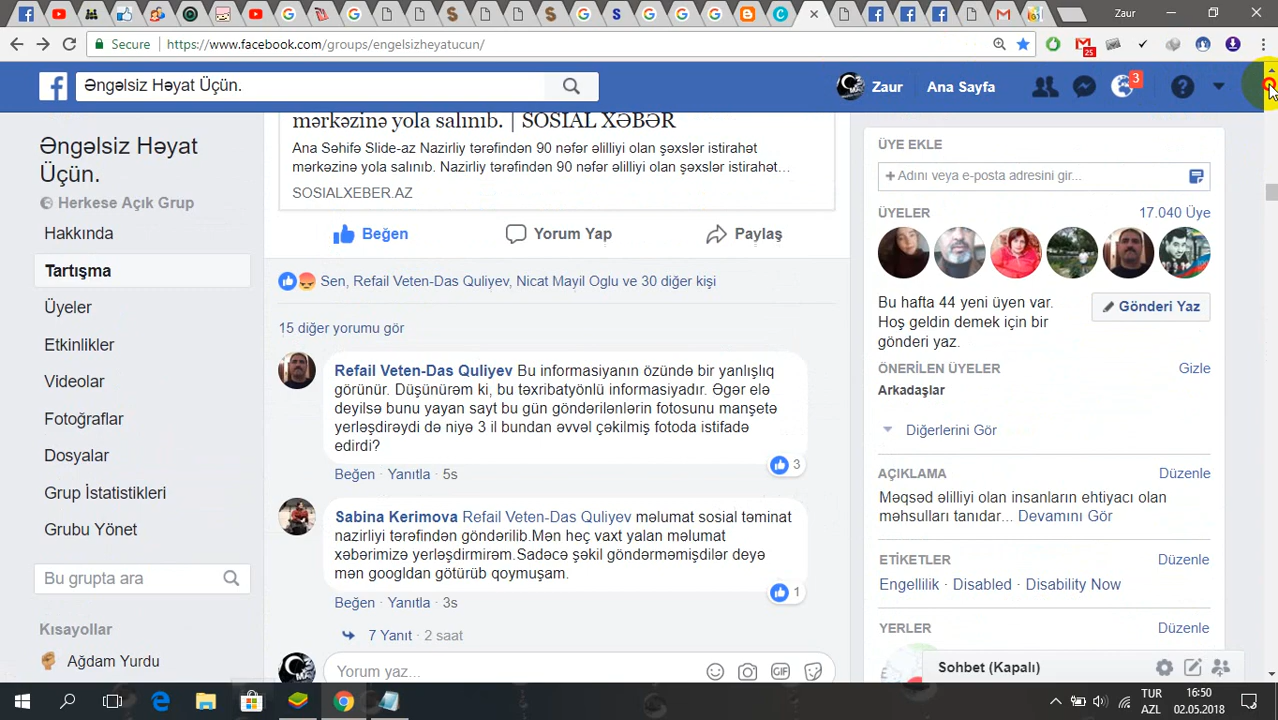 Zaur
Secure
https://www.facebook.com/groups/engelsizheyatucun/
25
Əngəlsiz Həyat Üçün.
Zaur
Ana Sayfa
3
Əngəlsiz Həyat
Üçün.
Herkese Açık Grup
Hakkında
Tartışma
Üyeler
Etkinlikler
Videolar
Fotoğraflar
Dosyalar
Grup İstatistikleri
Grubu Yönet
Bu grupta ara
Kısayollar
Ağdam Yurdu
mərkəzinə yola salınıb. | SOSIAL XƏBƏR
Ana Səhifə Slide-az Nazirliy tərəfindən 90 nəfər əlilliyi olan şəxslər istirahət
mərkəzinə yola salınıb. Nazirliy tərəfindən 90 nəfər əlilliyi olan şəxslər istirahət...
SOSIALXEBER.AZ
Beğen
Yorum Yap
Paylaş
Sen, Refail Veten-Das Quliyev, Nicat Mayil Oglu ve 30 diğer kişi
15 diğer yorumu gör
Refail Veten-Das Quliyev Bu informasiyanın özündə bir yanlışlıq
görünür. Düşünürəm ki, bu təxribatyönlü informasiyadır. Əgər elə
deyilsə bunu yayan sayt bu gün göndərilənlərin fotosunu manşetə
yerləşdirəydi də niyə 3 il bundan əvvəl çəkilmiş fotoda istifadə
edirdi?
3
Beğen · Yanıtla · 5s
Sabina Kerimova Refail Veten-Das Quliyev məlumat sosial təminat
nazirliyi tərəfindən göndərilib.Mən heç vaxt yalan məlumat
xəbərimizə yerləşdirmirəm.Sadəcə şəkil göndərməmişdilər deyə
mən googldan götürüb qoymuşam.
1
Beğen · Yanıtla · 3s
7 Yanıt · 2 saat
Yorum yaz...
GIF
ÜYE EKLE
+ Adını veya e-posta adresini gir...
ÜYELER
17.040 Üye
Bu hafta 44 yeni üyen var.
Hoş geldin demek için bir
gönderi yaz.
Gönderi Yaz
ÖNERİLEN ÜYELER
Gizle
Arkadaşlar
Diğerlerini Gör
AÇIKLAMA
Düzenle
Məqsəd əlilliyi olan insanların ehtiyacı olan
məhsulları tanıdar... Devamını Gör
ETİKETLER
Düzenle
Engellilik · Disabled · Disability Now
YERLER
Düzenle
Sohbet (Kapalı)
TUR
AZL
16:50
02.05.2018